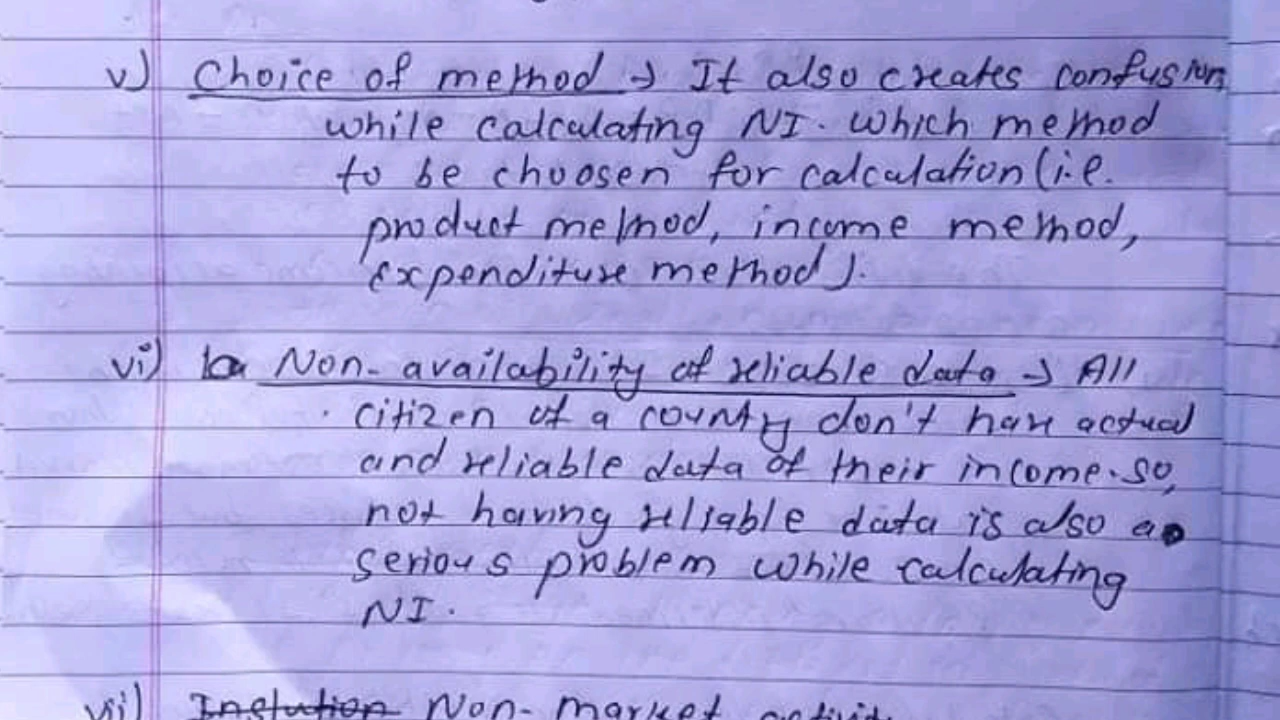 v) Choice of method → It also creates confusion
while calculating NI. which method
to be choosen for calculation (i.e.
product method, income method,
expenditure method).
vi) Non-availability of reliable data → All
citizen of a country don't have actual
and reliable data of their income. so,
not having reliable data is also a
serious problem while calculating
NI.
vii) Non-market